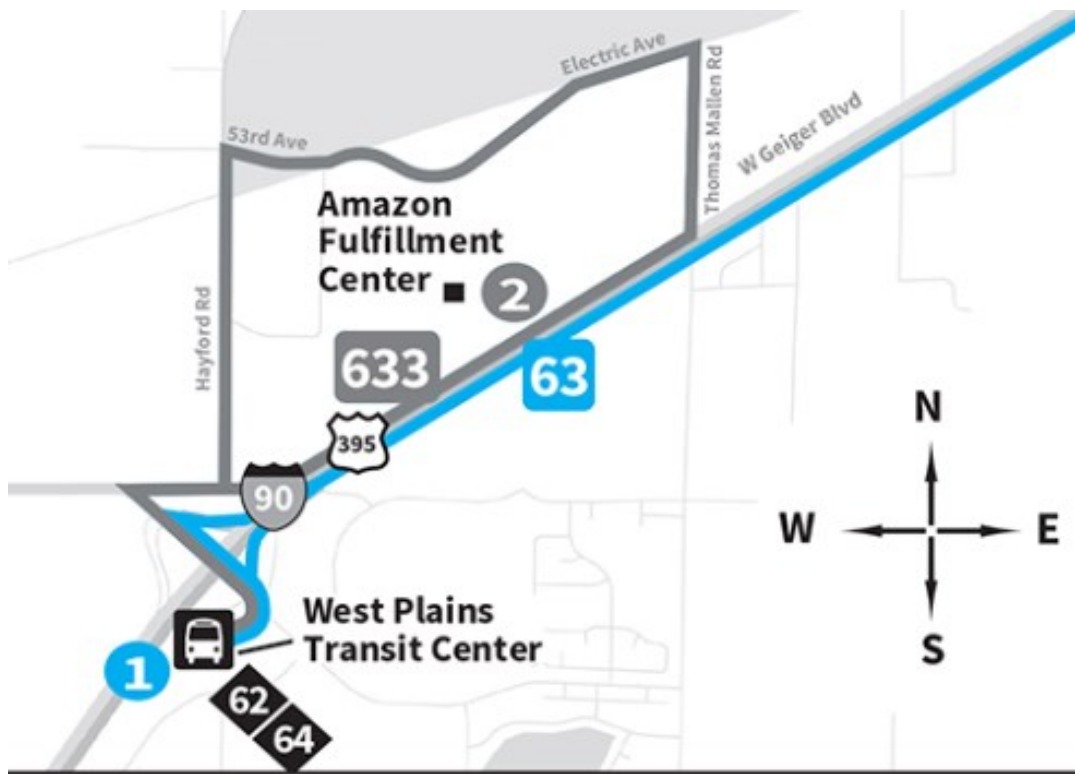 Electric Ave
53rd Ave
Thomas Mallen Rd
W Geiger Blvd
Amazon
Fulfillment
Center
2
Hayford Rd
633
63
395
90
N
W
E
S
West Plains
Transit Center
1
62
64